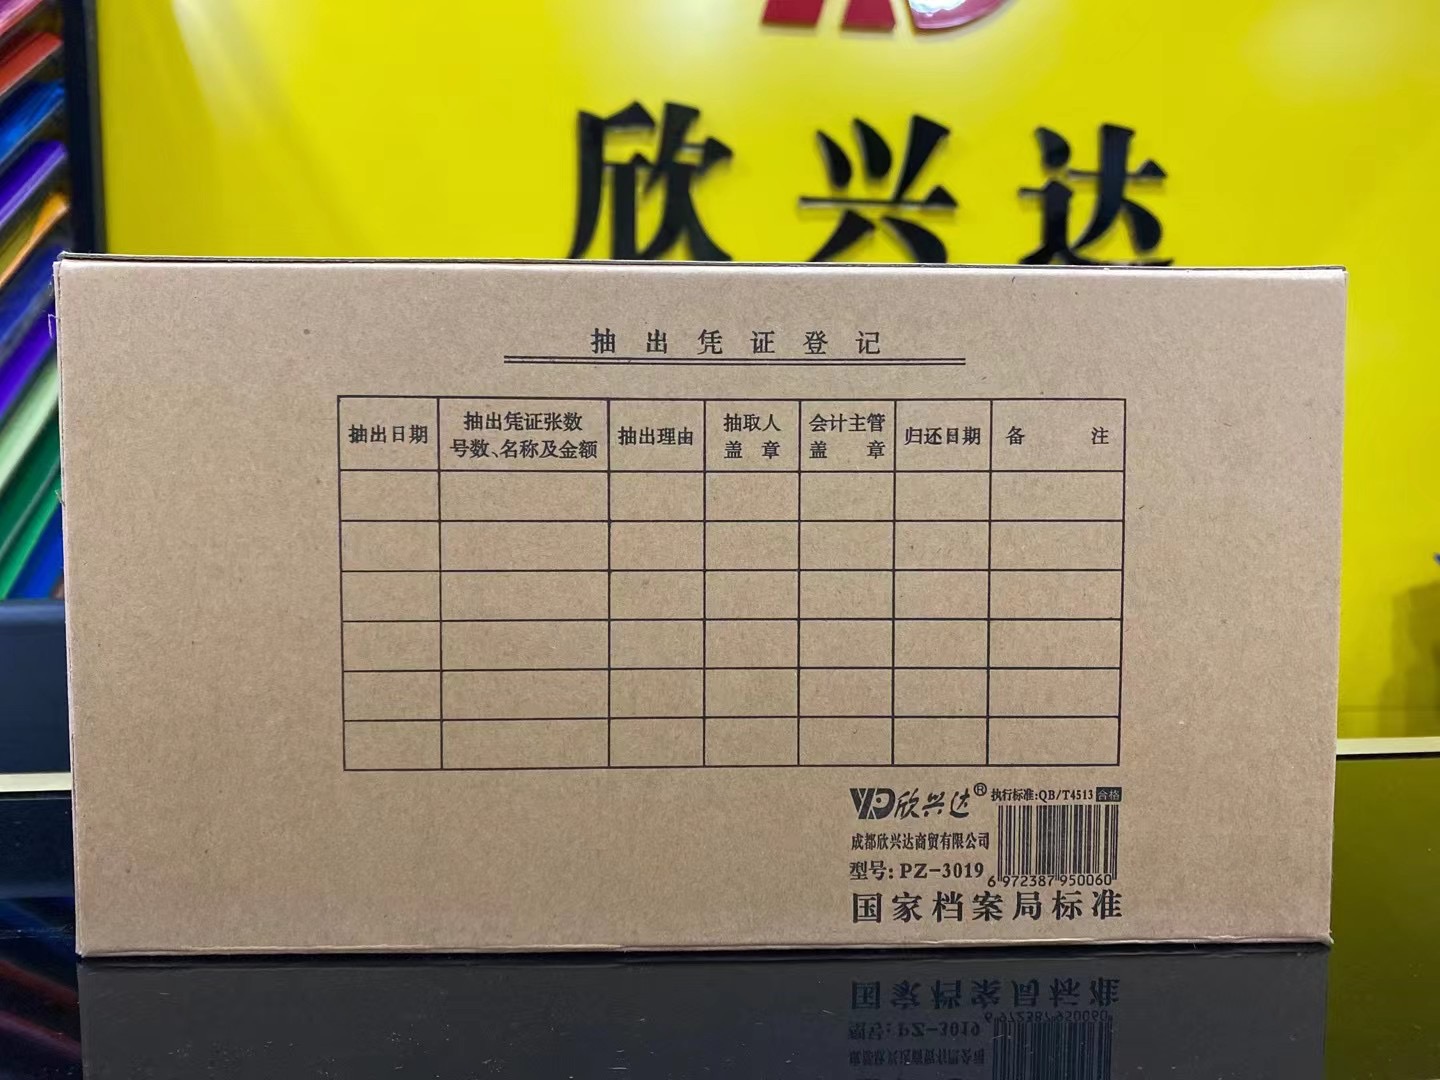 欣兴达
抽出凭证登记
抽出日期
抽出凭证张数
号数、名称及金额
抽出理由
抽取人
盖章
会计主管
盖章
归还日期
备注
欣兴达®
执行标准:QB/T4513 合格
成都欣兴达商贸有限公司
型号:PZ-3019
6 972387 950060
国家档案局标准